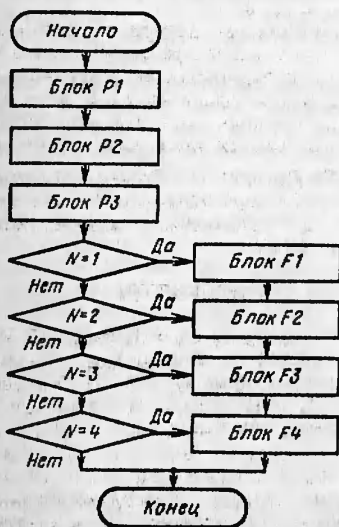 Начало
Блок P1
Блок P2
Блок P3
N=1
Да
Блок F1
Нет
N=2
Да
Блок F2
Нет
N=3
Да
Блок F3
Нет
N=4
Да
Блок F4
Нет
Конец